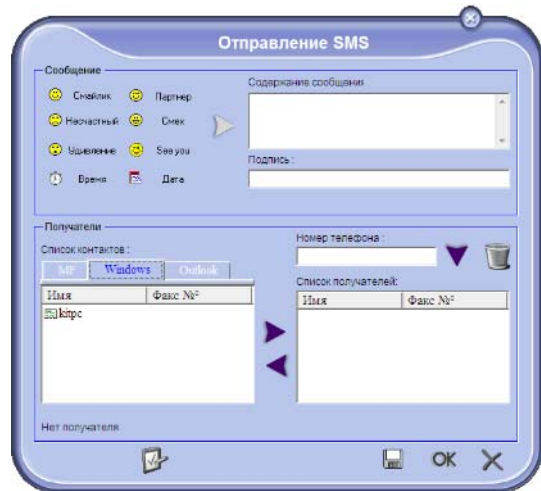 Отправление SMS
Сообщение
Смайлик Партнер
Несчастный Смех
Удивление See you
Время Дата
Содержание сообщения
Подпись :
Получатели
Список контактов :
MF Windows Outlook
Имя Факс №
kitpc
Номер телефона :
Список получателей:
Имя Факс №
Нет получателя
OK